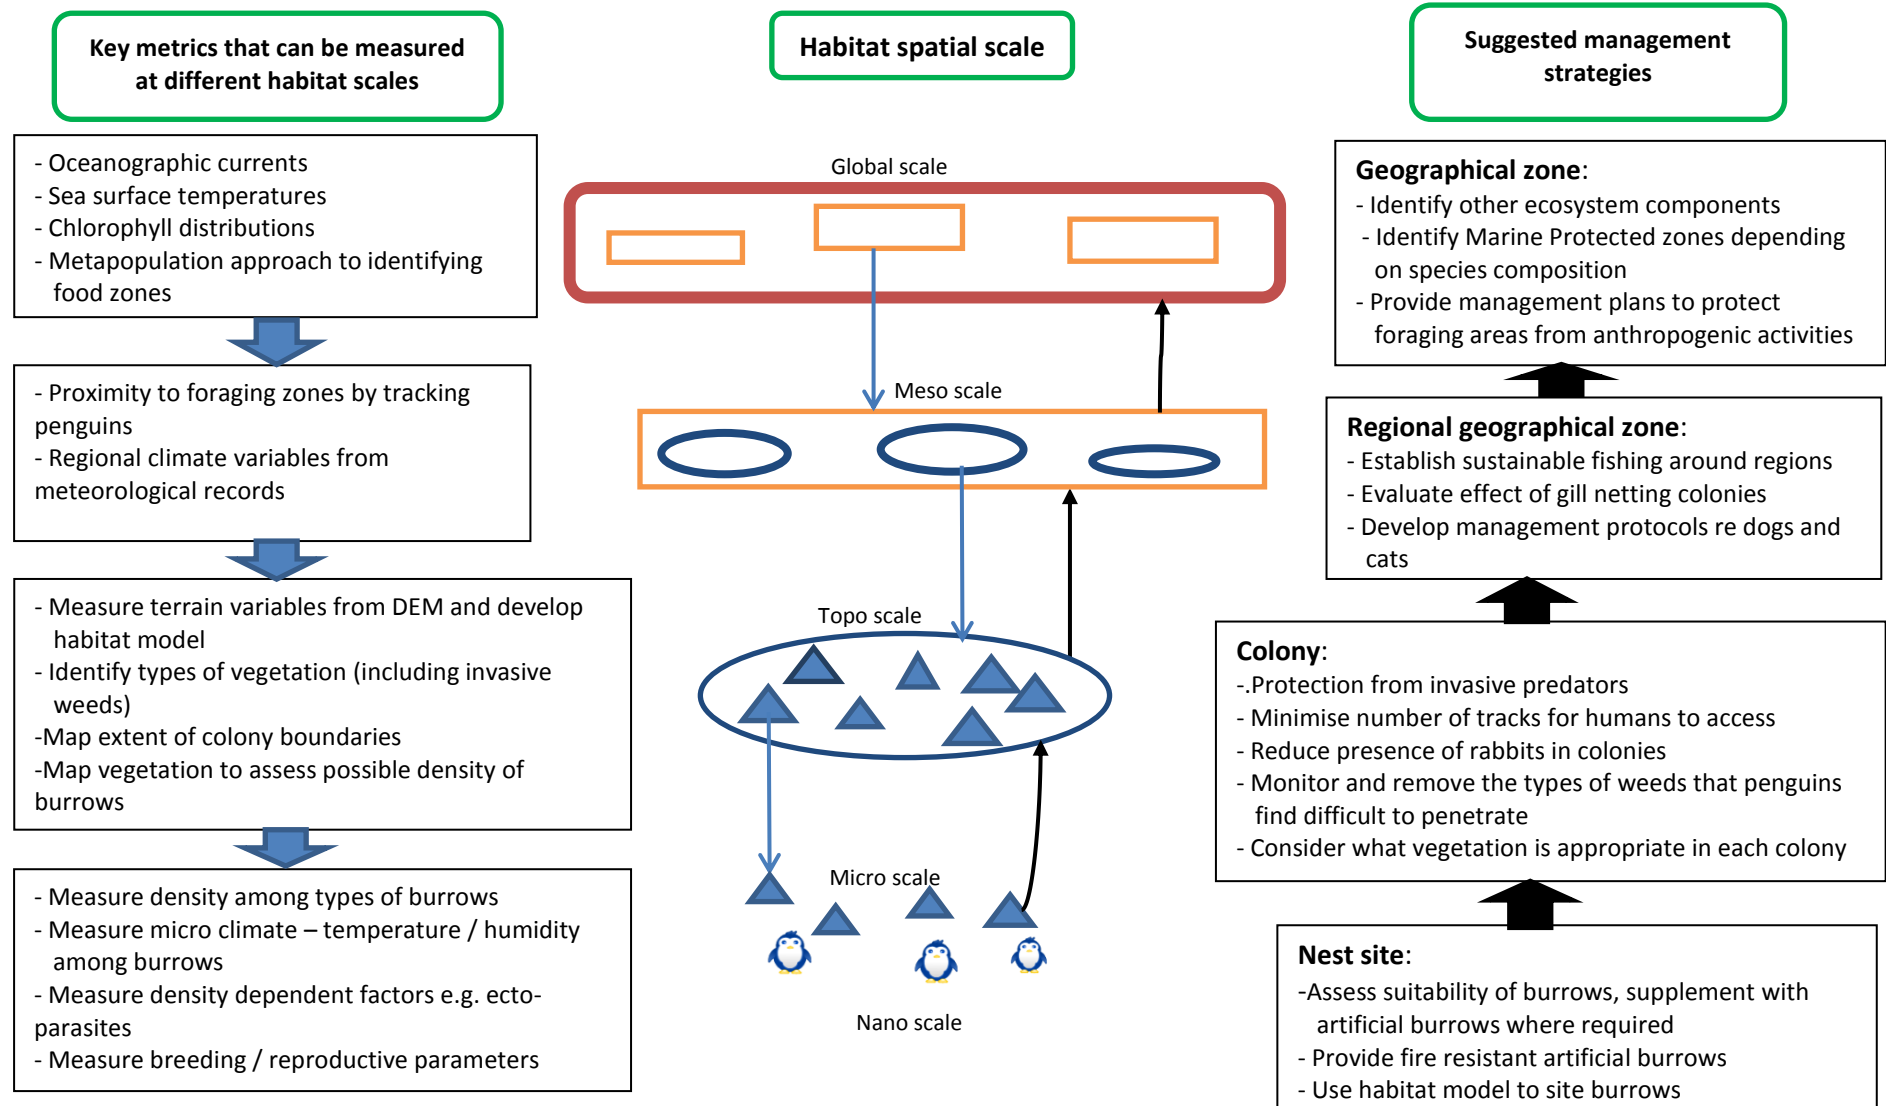 Key metrics that can be measured
at different habitat scales
- Oceanographic currents
- Sea surface temperatures
- Chlorophyll distributions
- Metapopulation approach to identifying
food zones
- Proximity to foraging zones by tracking
penguins
- Regional climate variables from
meteorological records
- Measure terrain variables from DEM and develop
habitat model
- Identify types of vegetation (including invasive
weeds)
-Map extent of colony boundaries
-Map vegetation to assess possible density of
burrows
- Measure density among types of burrows
- Measure micro climate – temperature / humidity
among burrows
- Measure density dependent factors e.g. ecto-
parasites
- Measure breeding / reproductive parameters
Habitat spatial scale
Global scale
Meso scale
Topo scale
Micro scale
Nano scale
Suggested management
strategies
Geographical zone:
- Identify other ecosystem components
- Identify Marine Protected zones depending
on species composition
- Provide management plans to protect
foraging areas from anthropogenic activities
Regional geographical zone:
- Establish sustainable fishing around regions
- Evaluate effect of gill netting colonies
- Develop management protocols re dogs and
cats
Colony:
-.Protection from invasive predators
- Minimise number of tracks for humans to access
- Reduce presence of rabbits in colonies
- Monitor and remove the types of weeds that penguins
find difficult to penetrate
- Consider what vegetation is appropriate in each colony
Nest site:
-Assess suitability of burrows, supplement with
artificial burrows where required
- Provide fire resistant artificial burrows
- Use habitat model to site burrows